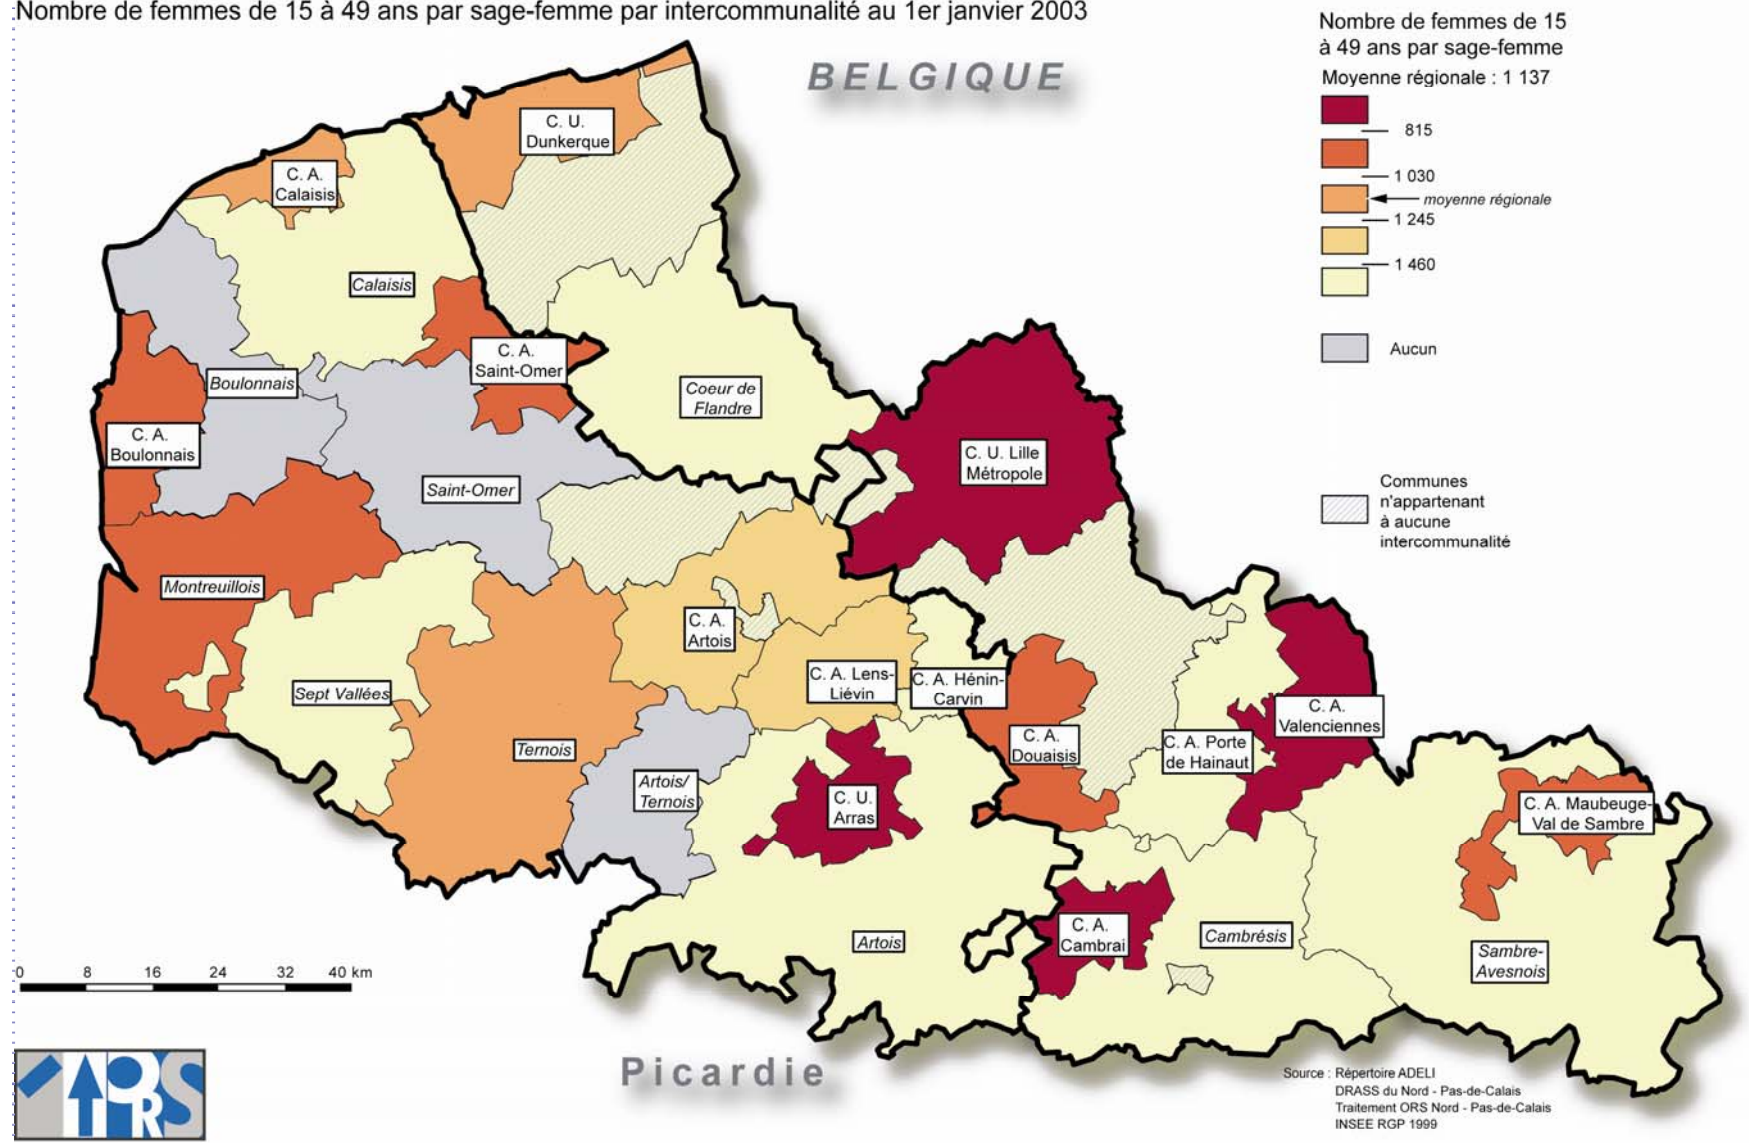 Nombre de femmes de 15 à 49 ans par sage-femme par intercommunalité au 1er janvier 2003
Nombre de femmes de 15
à 49 ans par sage-femme
Moyenne régionale : 1 137
815
1 030
moyenne régionale
1 245
1 460
Aucun
Communes
n'appartenant
à aucune
intercommunalité
BELGIQUE
C. U.
Dunkerque
C. A.
Calaisis
Calaisis
C. A.
Saint-Omer
Boulonnais
Coeur de
Flandre
C. A.
Boulonnais
C. U. Lille
Métropole
Saint-Omer
Montreuillois
C. A.
Artois
C. A. Lens-
Liévin
C. A. Hénin-
Carvin
Sept Vallées
C. A.
Valenciennes
Ternois
C. A.
Douaisis
C. A. Porte
de Hainaut
Artois/
Ternois
C. U.
Arras
C. A. Maubeuge-
Val de Sambre
C. A.
Cambrai
Artois
Cambrésis
Sambre-
Avesnois
0 8 16 24 32 40 km
Picardie
ORS
Source : Répertoire ADELI
DRASS du Nord - Pas-de-Calais
Traitement ORS Nord - Pas-de-Calais
INSEE RGP 1999